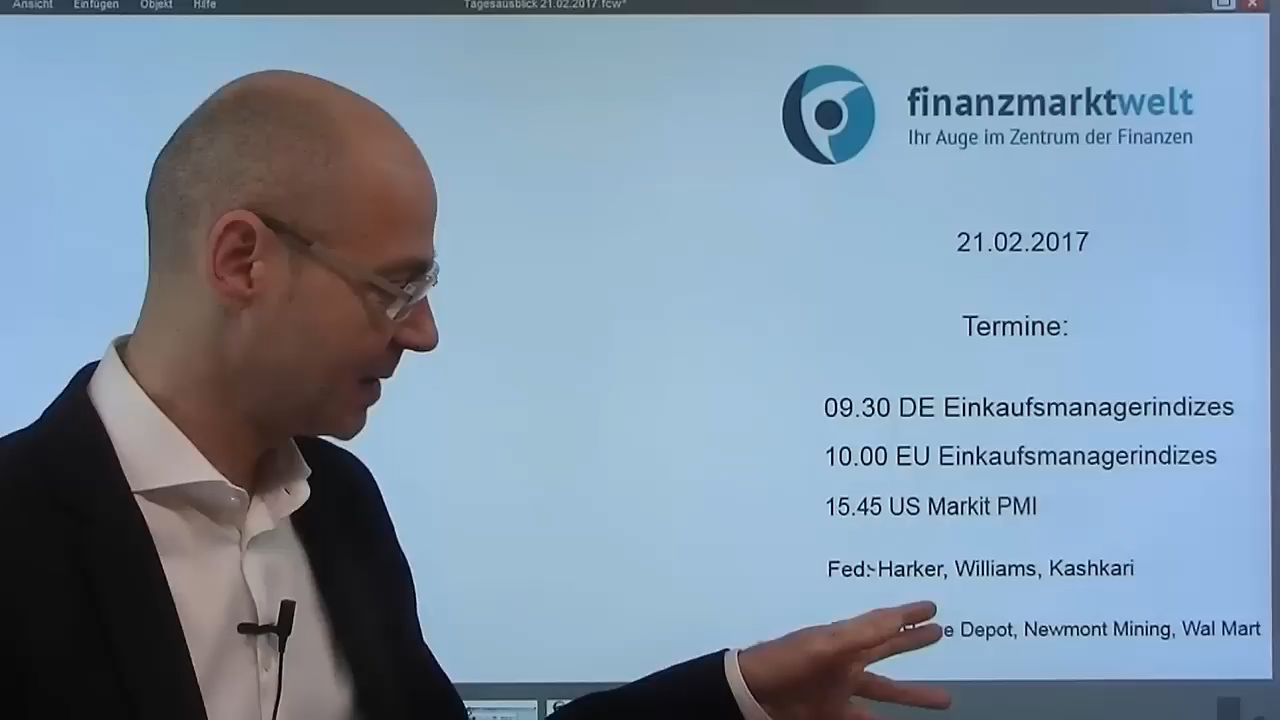 Ansicht Einfügen Objekt Hilfe Tagesausblick 21.02.2017.fcw*
finanzmarktwelt
Ihr Auge im Zentrum der Finanzen
21.02.2017
Termine:
09.30 DE Einkaufsmanagerindizes
10.00 EU Einkaufsmanagerindizes
15.45 US Markit PMI
Fed: Harker, Williams, Kashkari
Depot, Newmont Mining, Wal Mart